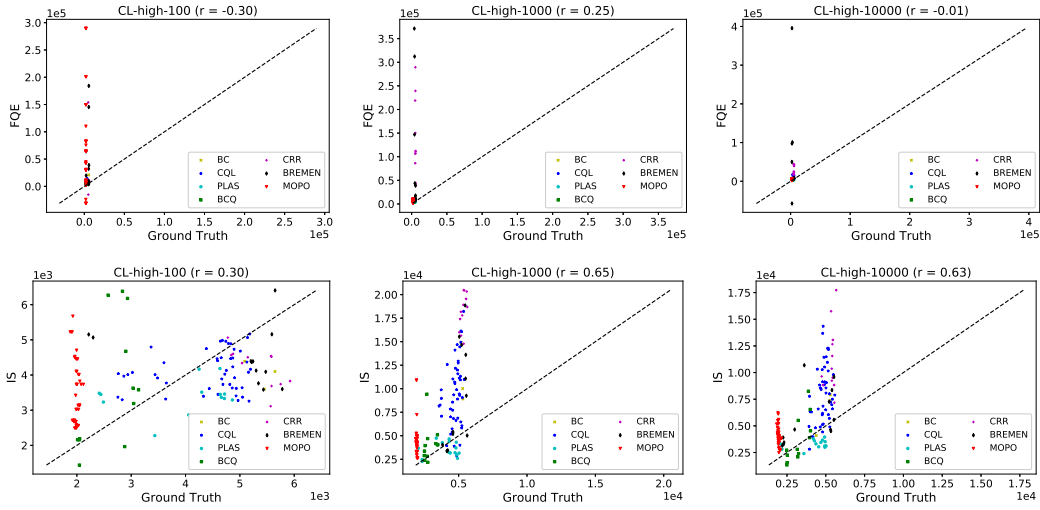 CL-high-100 (r = -0.30)
1e5
FQE
3.0
2.5
2.0
1.5
1.0
0.5
0.0
0.0 0.5 1.0 1.5 2.0 2.5 3.0
Ground Truth
1e5
BC
CQL
PLAS
BCQ
CRR
BREMEN
MOPO
CL-high-1000 (r = 0.25)
1e5
FQE
3.5
3.0
2.5
2.0
1.5
1.0
0.5
0.0
0.0 0.5 1.0 1.5 2.0 2.5 3.0 3.5
Ground Truth
1e5
BC
CQL
PLAS
BCQ
CRR
BREMEN
MOPO
CL-high-10000 (r = -0.01)
1e5
FQE
4
3
2
1
0
0 1 2 3 4
Ground Truth
1e5
BC
CQL
PLAS
BCQ
CRR
BREMEN
MOPO
CL-high-100 (r = 0.30)
1e3
IS
6
5
4
3
2
2 3 4 5 6
Ground Truth
1e3
BC
CQL
PLAS
BCQ
CRR
BREMEN
MOPO
CL-high-1000 (r = 0.65)
1e4
IS
2.00
1.75
1.50
1.25
1.00
0.75
0.50
0.25
0.5 1.0 1.5 2.0
Ground Truth
1e4
BC
CQL
PLAS
BCQ
CRR
BREMEN
MOPO
CL-high-10000 (r = 0.63)
1e4
IS
1.75
1.50
1.25
1.00
0.75
0.50
0.25
0.25 0.50 0.75 1.00 1.25 1.50 1.75
Ground Truth
1e4
BC
CQL
PLAS
BCQ
CRR
BREMEN
MOPO